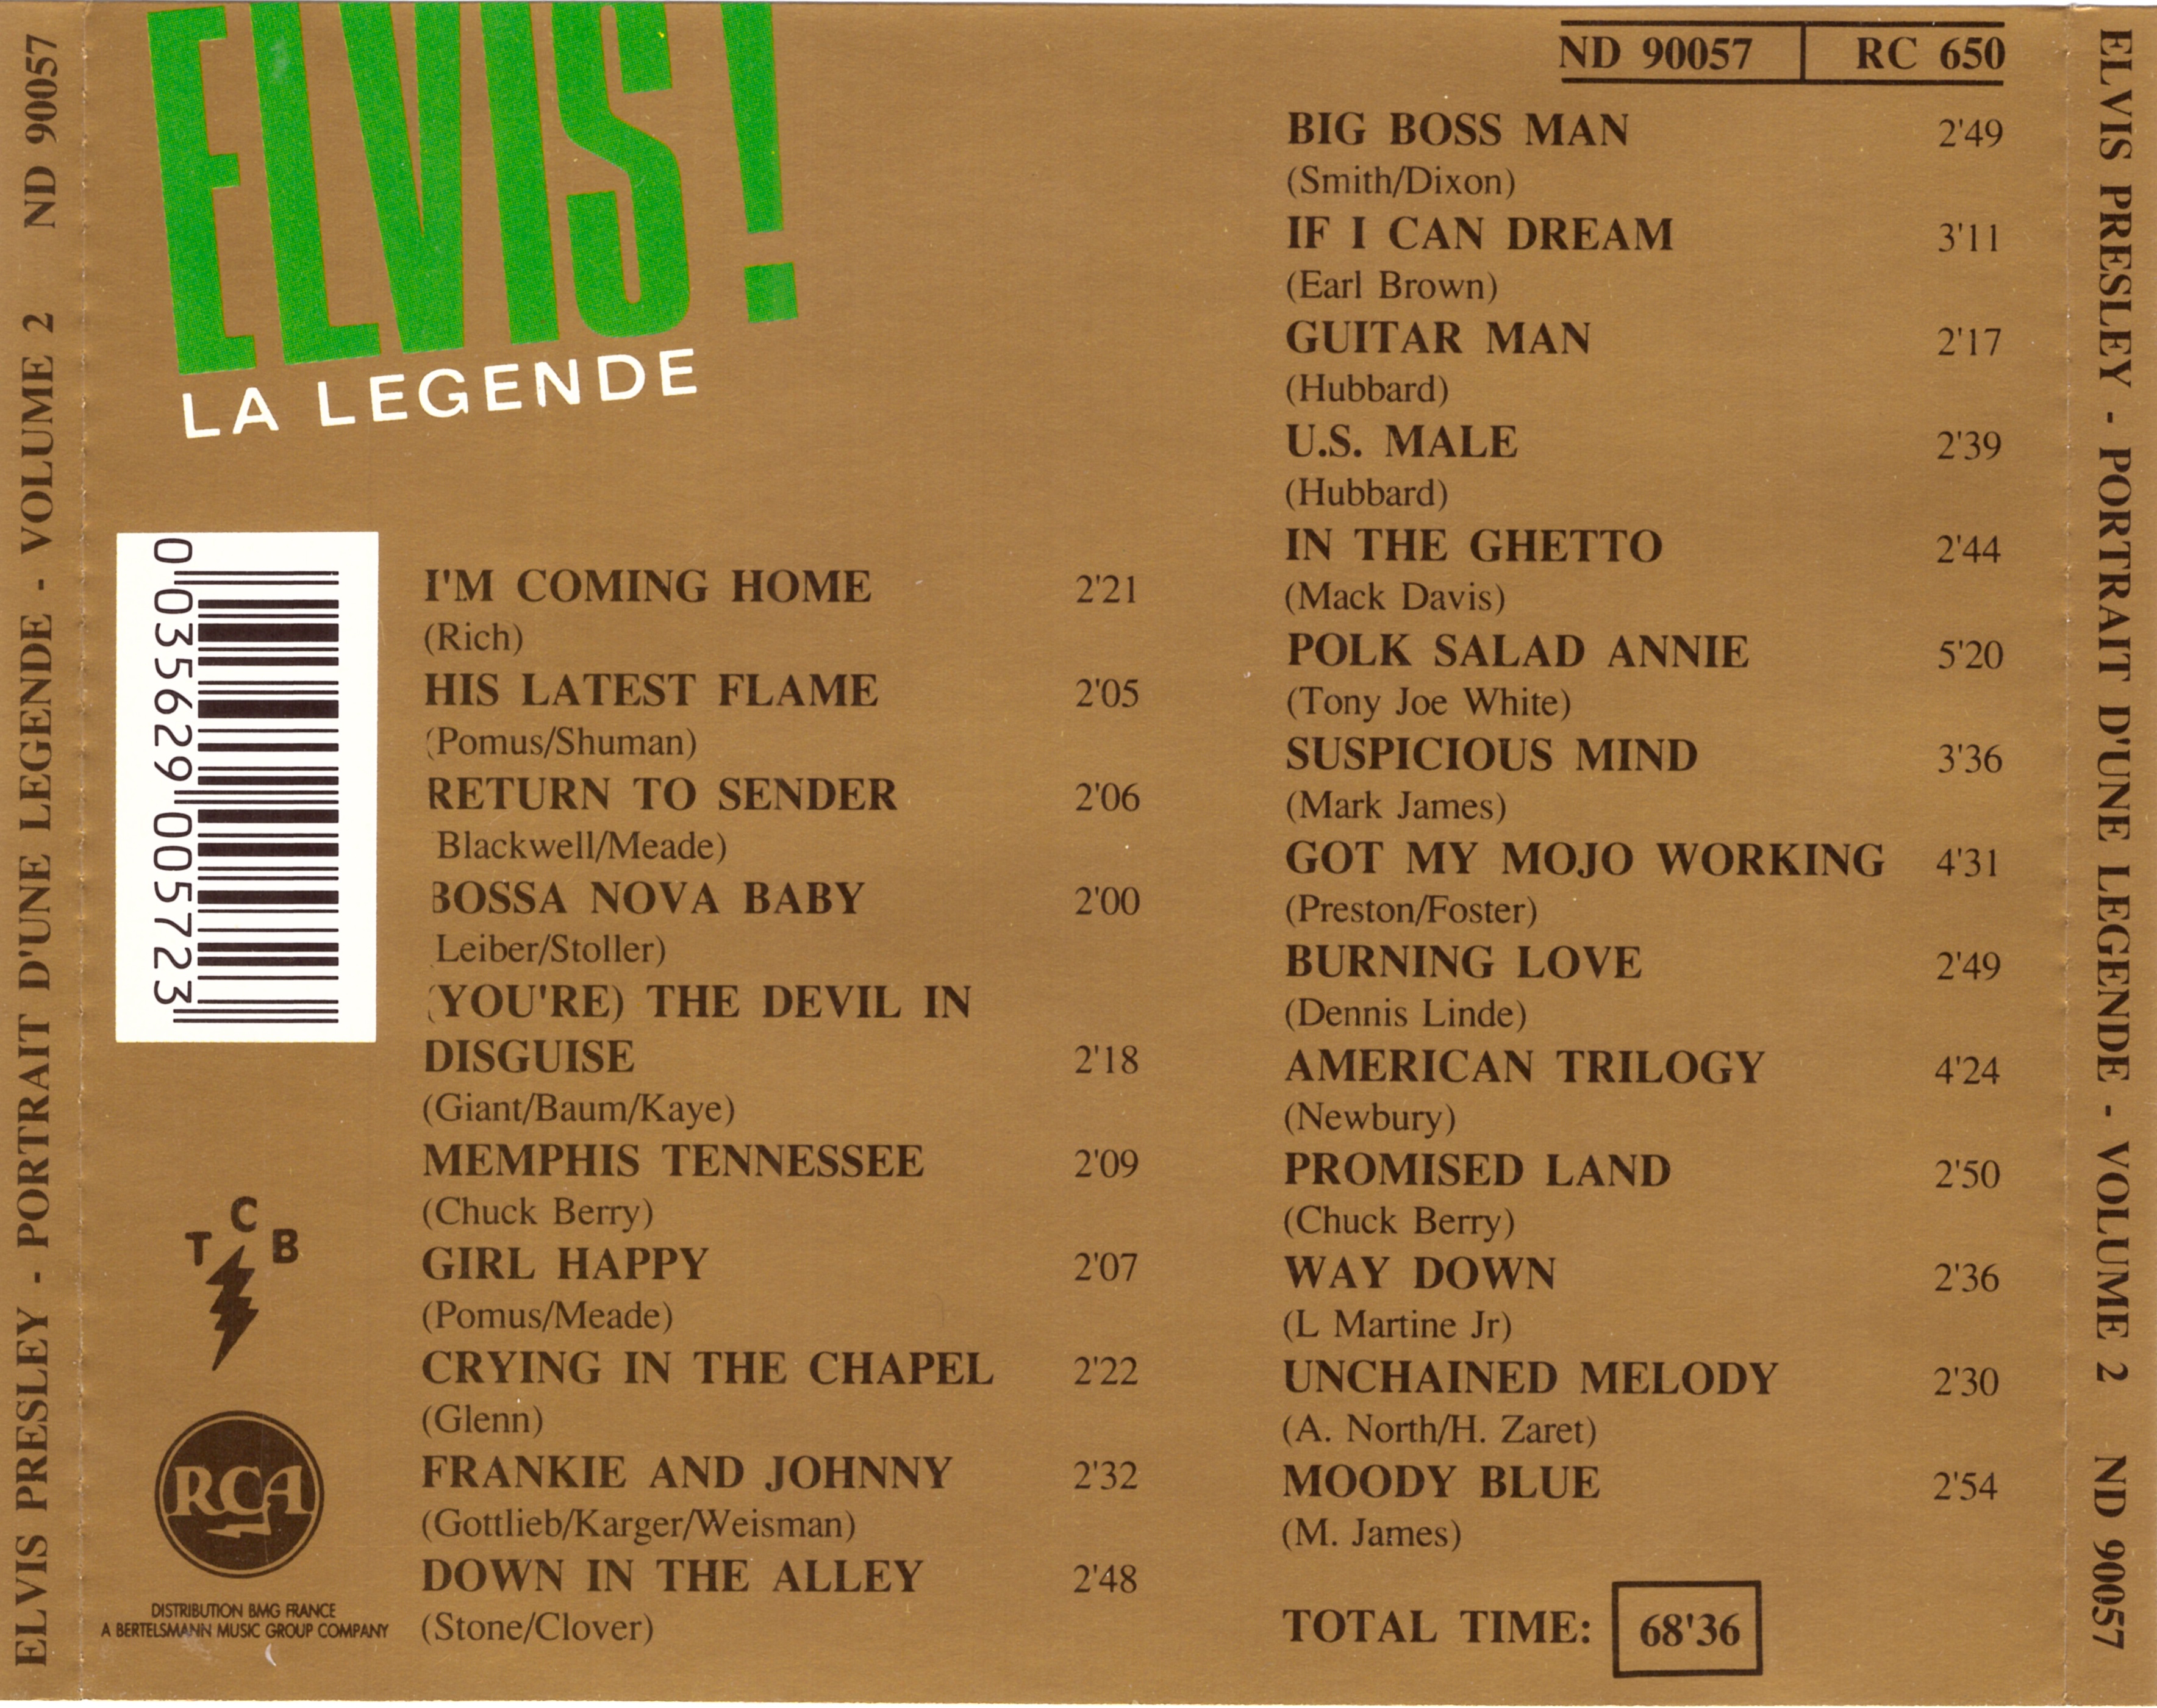 ELVIS PRESLEY - PORTRAIT D'UNE LEGENDE - VOLUME 2 ND 90057
ELVIS!
LA LEGENDE
0 035629 005723
I'M COMING HOME 2'21
(Rich)
HIS LATEST FLAME 2'05
(Pomus/Shuman)
RETURN TO SENDER 2'06
Blackwell/Meade)
BOSSA NOVA BABY 2'00
Leiber/Stoller)
(YOU'RE) THE DEVIL IN
DISGUISE 2'18
(Giant/Baum/Kaye)
MEMPHIS TENNESSEE 2'09
(Chuck Berry)
GIRL HAPPY 2'07
(Pomus/Meade)
CRYING IN THE CHAPEL 2'22
(Glenn)
FRANKIE AND JOHNNY 2'32
(Gottlieb/Karger/Weisman)
DOWN IN THE ALLEY 2'48
(Stone/Clover)
TCB
RCA
DISTRIBUTION BMG FRANCE
A BERTELSMANN MUSIC GROUP COMPANY
ND 90057 RC 650
BIG BOSS MAN 2'49
(Smith/Dixon)
IF I CAN DREAM 3'11
(Earl Brown)
GUITAR MAN 2'17
(Hubbard)
U.S. MALE 2'39
(Hubbard)
IN THE GHETTO 2'44
(Mack Davis)
POLK SALAD ANNIE 5'20
(Tony Joe White)
SUSPICIOUS MIND 3'36
(Mark James)
GOT MY MOJO WORKING 4'31
(Preston/Foster)
BURNING LOVE 2'49
(Dennis Linde)
AMERICAN TRILOGY 4'24
(Newbury)
PROMISED LAND 2'50
(Chuck Berry)
WAY DOWN 2'36
(L Martine Jr)
UNCHAINED MELODY 2'30
(A. North/H. Zaret)
MOODY BLUE 2'54
(M. James)
TOTAL TIME: 68'36
ELVIS PRESLEY - PORTRAIT D'UNE LEGENDE - VOLUME 2 ND 90057